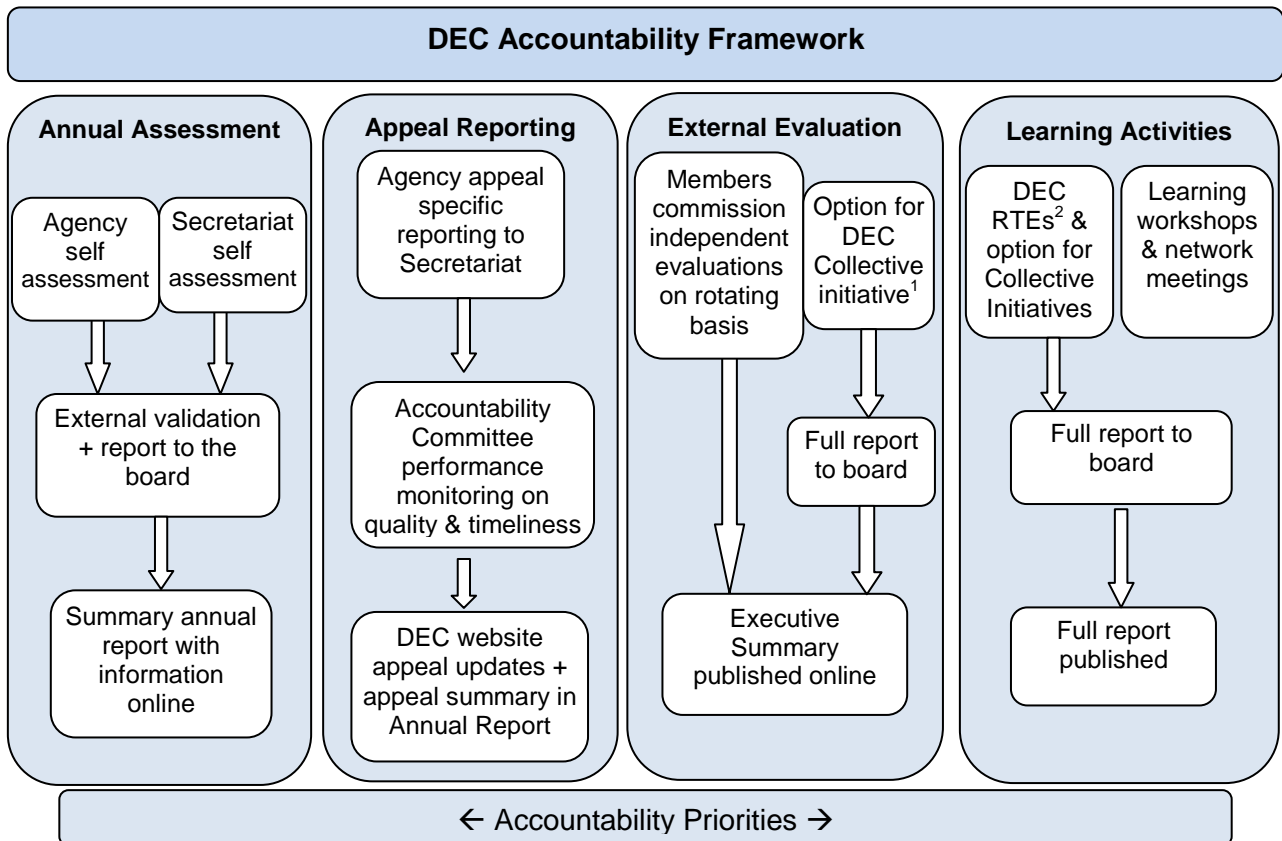 DEC Accountability Framework
Annual Assessment
Agency
self
assessment
Secretariat
self
assessment
External validation
+ report to the
board
Summary annual
report with
information
online
Appeal Reporting
Agency appeal
specific
reporting to
Secretariat
Accountability
Committee
performance
monitoring on
quality & timeliness
DEC website
appeal updates +
appeal summary in
Annual Report
External Evaluation
Members
commission
independent
evaluations
on rotating
basis
Option for
DEC
Collective
initiative¹
Full report
to board
Executive
Summary
published online
Learning Activities
DEC
RTEs² &
option for
Collective
Initiatives
Learning
workshops
& network
meetings
Full report to
board
Full report
published
← Accountability Priorities →